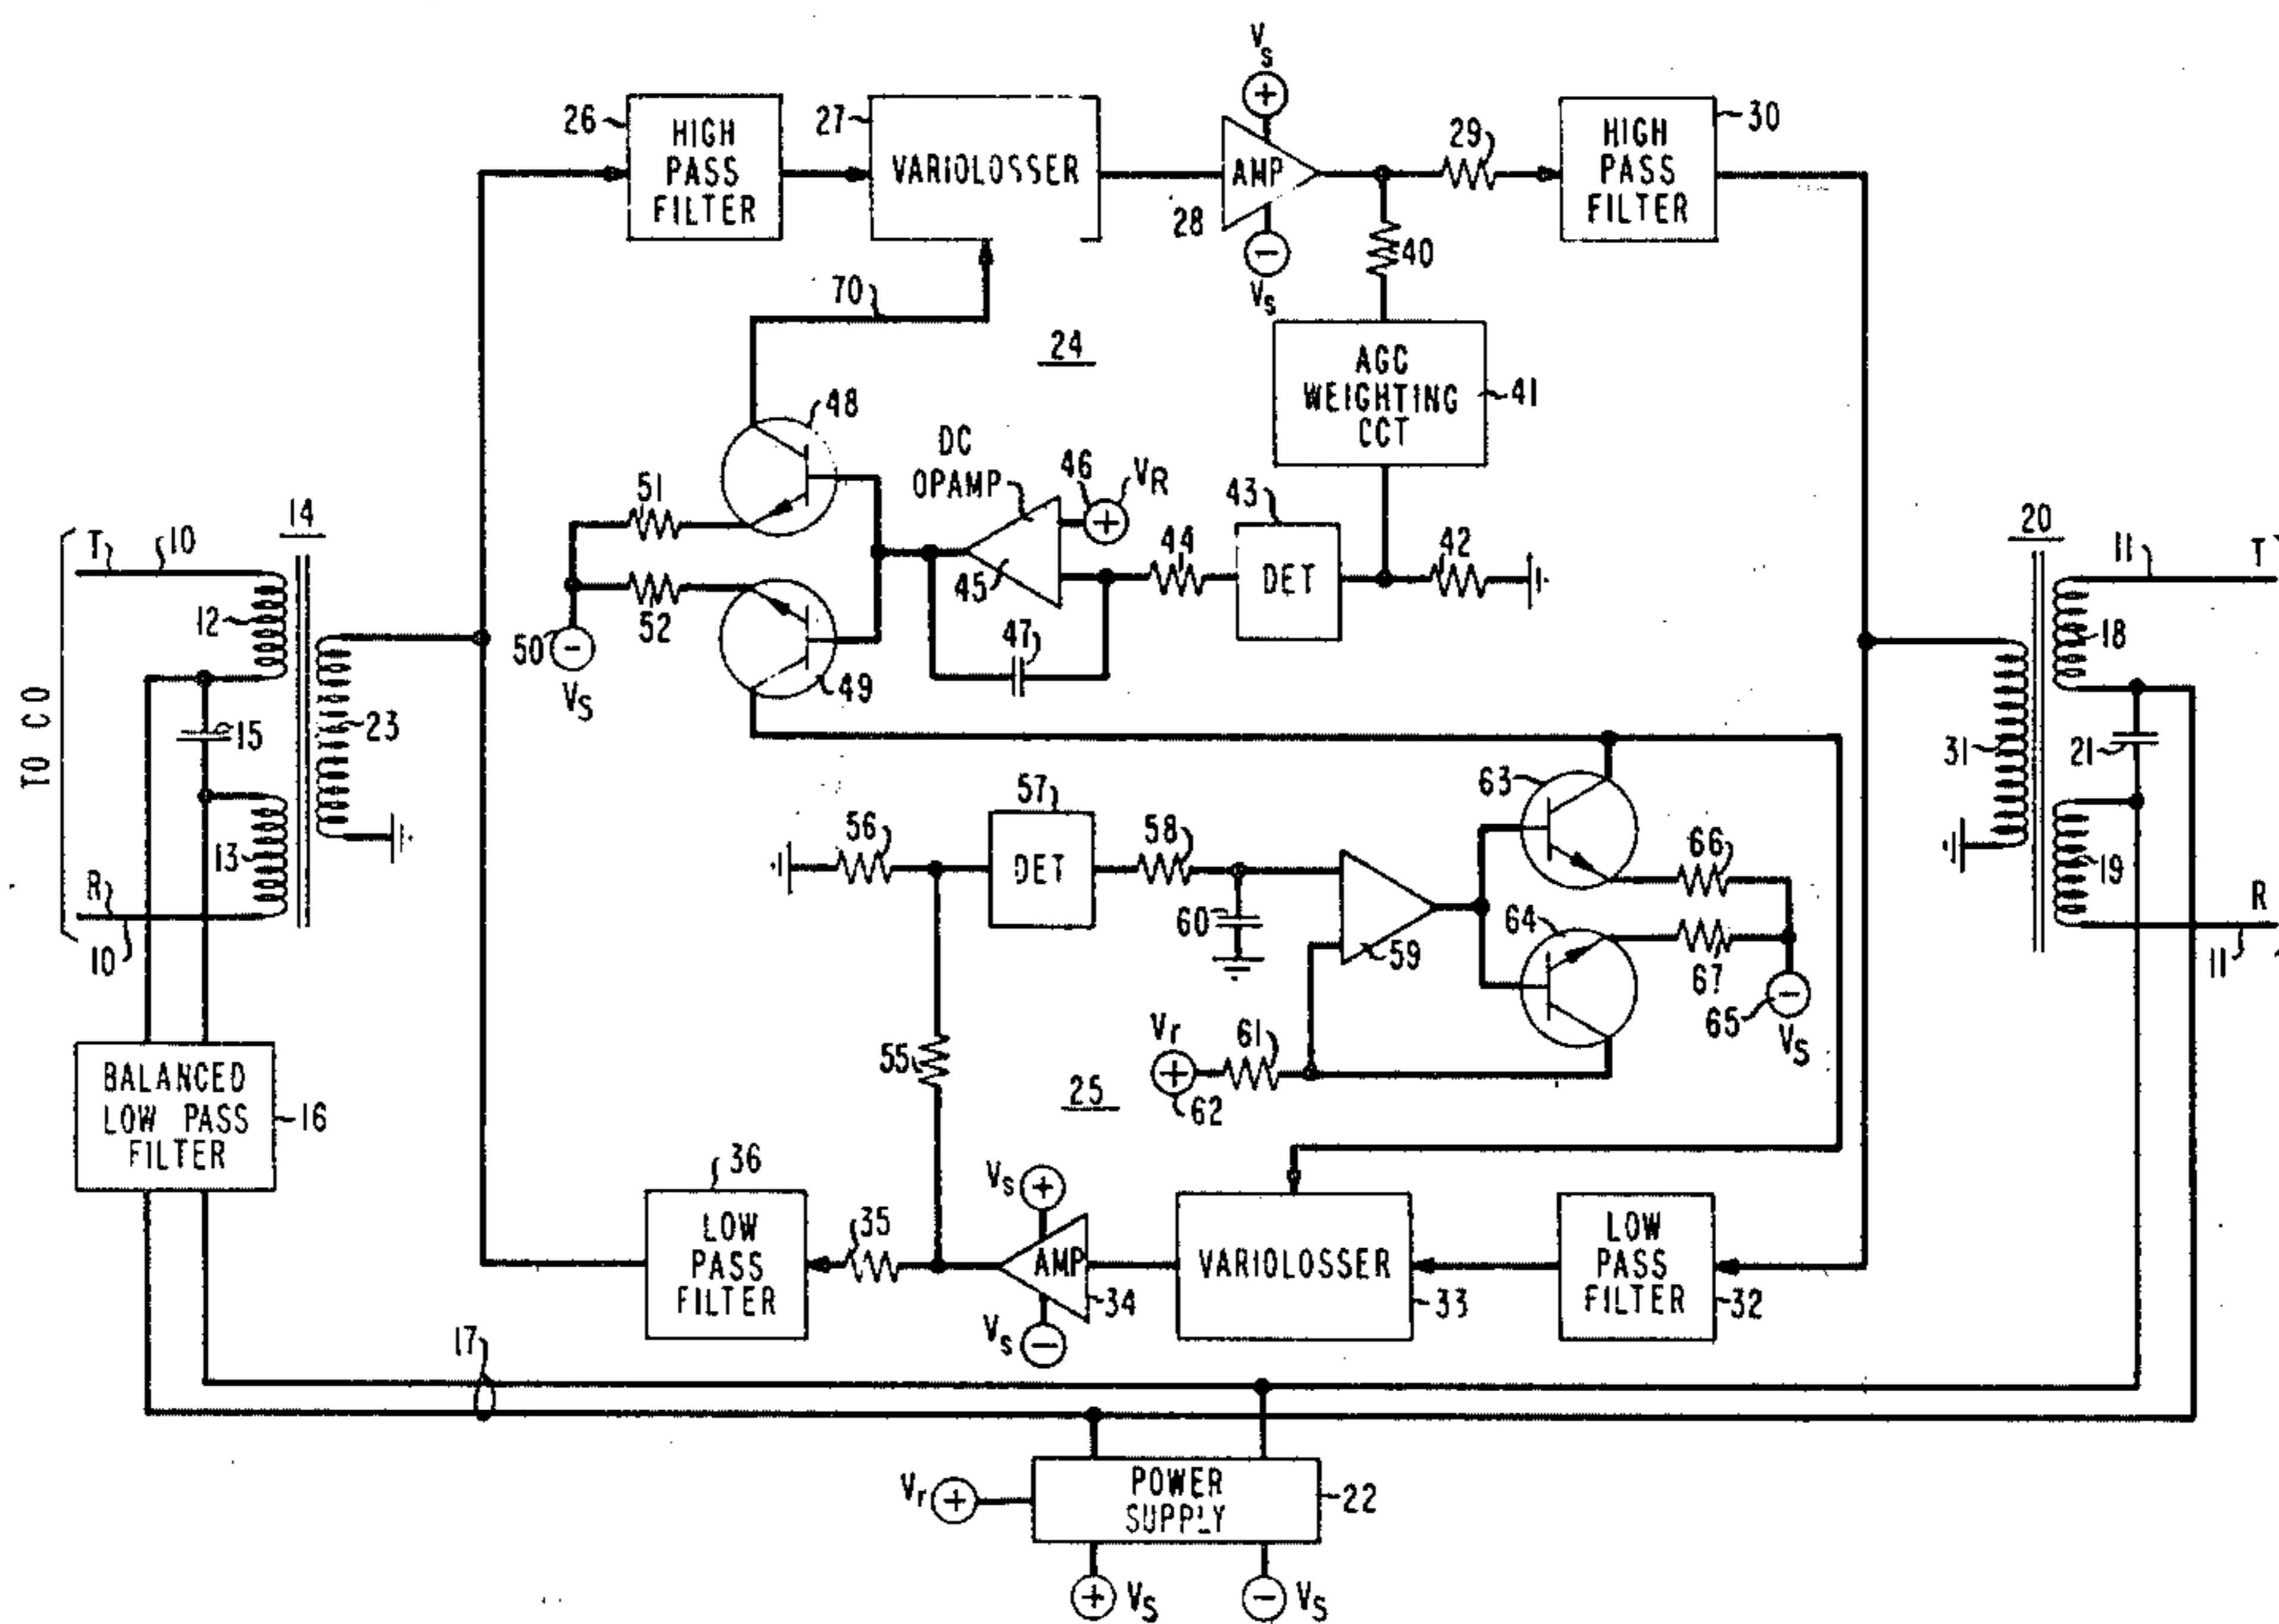 Vs
26
HIGH
PASS
FILTER
27
VARIOLOSSER
AMP
28
Vs
29
HIGH
PASS
FILTER
30
40
70
24
AGC
WEIGHTING
CCT
41
48
DC
OPAMP
46
VR
43
DET
44
42
45
47
51
52
50
VS
49
TO CO
T
10
14
12
15
23
13
R
10
20
11
T
18
31
21
19
R
11
57
DET
56
58
60
59
63
64
66
67
65
VS
55
Vr
61
62
25
BALANCED
LOW PASS
FILTER
16
36
LOW
PASS
FILTER
35
Vs
AMP
34
Vs
VARIOLOSSER
33
LOW
PASS
FILTER
32
17
Vr
POWER
SUPPLY
22
VS
VS